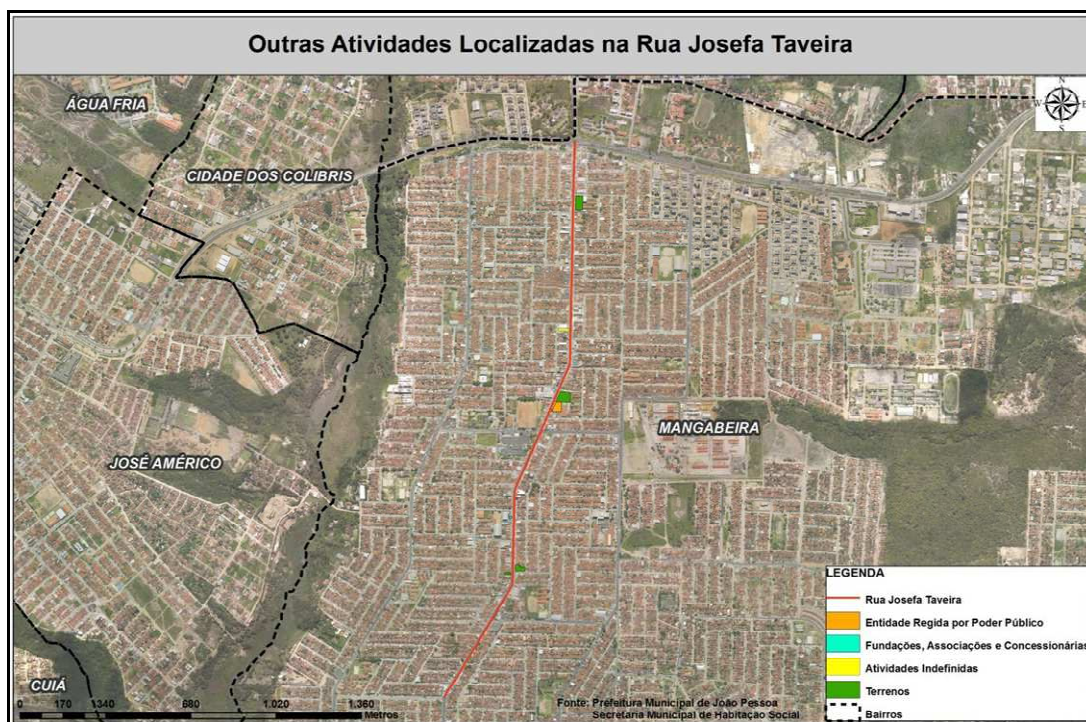 Outras Atividades Localizadas na Rua Josefa Taveira
N
W E
S
ÁGUA FRIA
CIDADE DOS COLIBRIS
MANGABEIRA
JOSÉ AMÉRICO
CUIÁ
LEGENDA
Rua Josefa Taveira
Entidade Regida por Poder Público
Fundações, Associações e Concessionárias
Atividades Indefinidas
Terrenos
Bairros
0 170 340 680 1.020 1.360
Metros
Fonte: Prefeitura Municipal de João Pessoa
Secretaria Municipal de Habitação Social